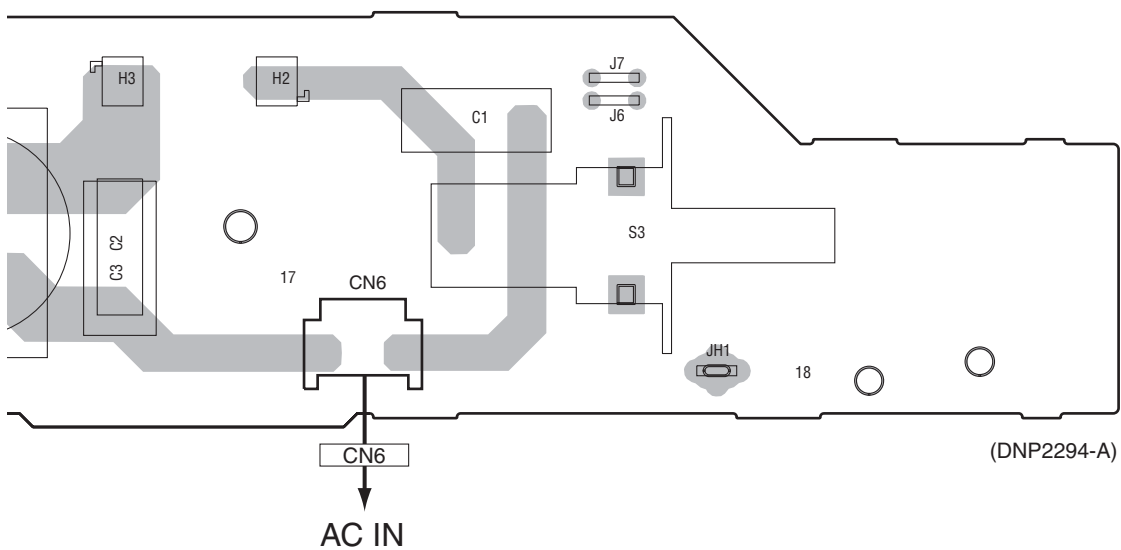 J7
H3
H2
J6
C1
S3
C2
C3
17
CN6
JH1
18
CN6
(DNP2294-A)
AC IN